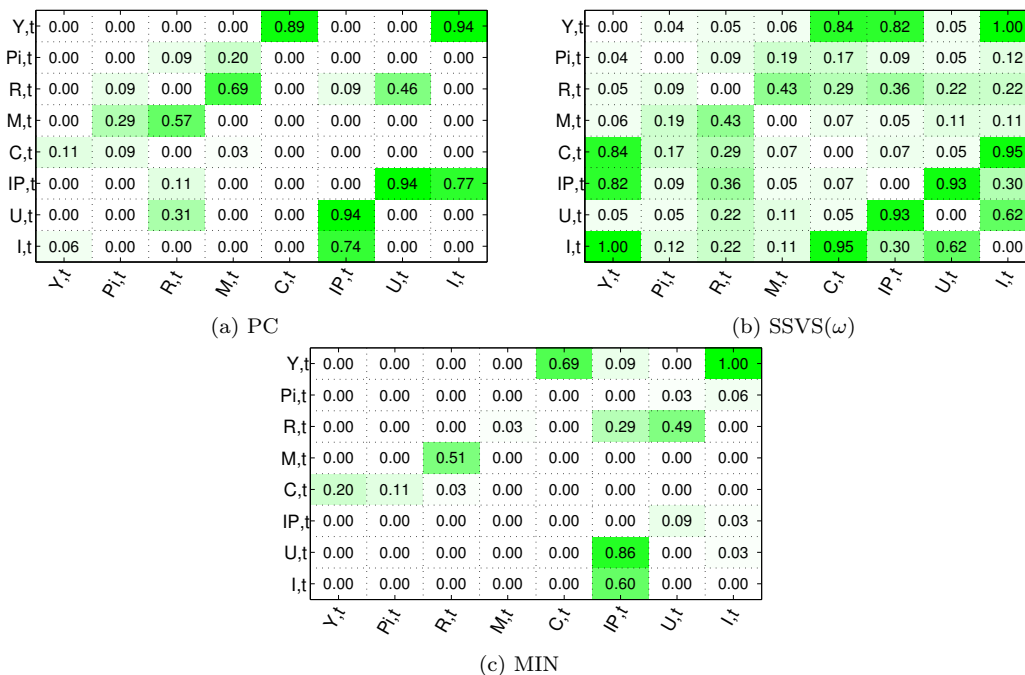 Y,t 0.00 0.00 0.00 0.00 0.89 0.00 0.00 0.94
Pi,t 0.00 0.00 0.09 0.20 0.00 0.00 0.00 0.00
R,t 0.00 0.09 0.00 0.69 0.00 0.09 0.46 0.00
M,t 0.00 0.29 0.57 0.00 0.00 0.00 0.00 0.00
C,t 0.11 0.09 0.00 0.03 0.00 0.00 0.00 0.00
IP,t 0.00 0.00 0.11 0.00 0.00 0.00 0.94 0.77
U,t 0.00 0.00 0.31 0.00 0.00 0.94 0.00 0.00
I,t 0.06 0.00 0.00 0.00 0.00 0.74 0.00 0.00
Y,t Pi,t R,t M,t C,t IP,t U,t I,t
(a) PC
Y,t 0.00 0.04 0.05 0.06 0.84 0.82 0.05 1.00
Pi,t 0.04 0.00 0.09 0.19 0.17 0.09 0.05 0.12
R,t 0.05 0.09 0.00 0.43 0.29 0.36 0.22 0.22
M,t 0.06 0.19 0.43 0.00 0.07 0.05 0.11 0.11
C,t 0.84 0.17 0.29 0.07 0.00 0.07 0.05 0.95
IP,t 0.82 0.09 0.36 0.05 0.07 0.00 0.93 0.30
U,t 0.05 0.05 0.22 0.11 0.05 0.93 0.00 0.62
I,t 1.00 0.12 0.22 0.11 0.95 0.30 0.62 0.00
Y,t Pi,t R,t M,t C,t IP,t U,t I,t
(b) SSVS(ω)
Y,t 0.00 0.00 0.00 0.00 0.69 0.09 0.00 1.00
Pi,t 0.00 0.00 0.00 0.00 0.00 0.00 0.03 0.06
R,t 0.00 0.00 0.00 0.03 0.00 0.29 0.49 0.00
M,t 0.00 0.00 0.51 0.00 0.00 0.00 0.00 0.00
C,t 0.20 0.11 0.03 0.00 0.00 0.00 0.00 0.00
IP,t 0.00 0.00 0.00 0.00 0.00 0.00 0.09 0.03
U,t 0.00 0.00 0.00 0.00 0.00 0.86 0.00 0.03
I,t 0.00 0.00 0.00 0.00 0.00 0.60 0.00 0.00
Y,t Pi,t R,t M,t C,t IP,t U,t I,t
(c) MIN